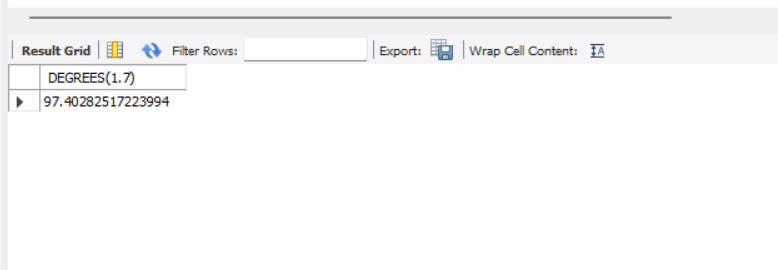 Result Grid Filter Rows: Export: Wrap Cell Content:
DEGREES(1.7)
97.40282517223994